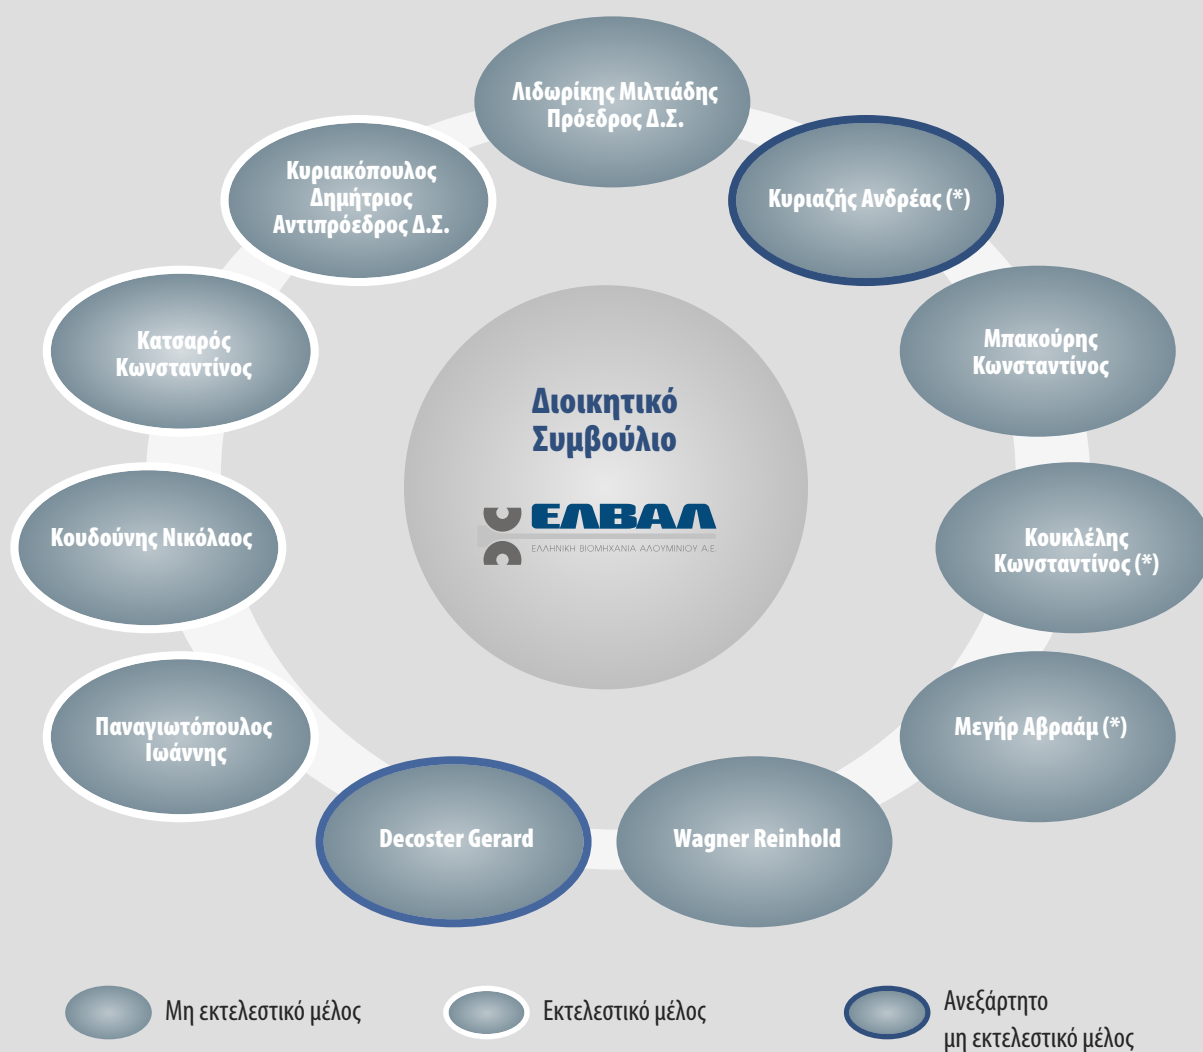 Λιδωρίκης Μιλτιάδης
Πρόεδρος Δ.Σ.
Κυριακόπουλος
Δημήτριος
Αντιπρόεδρος Δ.Σ.
Κυριαζής Ανδρέας (*)
Κατσαρός
Κωνσταντίνος
Μπακούρης
Κωνσταντίνος
Διοικητικό
Συμβούλιο
ΕΛΒΑΛ
ΕΛΛΗΝΙΚΗ ΒΙΟΜΗΧΑΝΙΑ ΑΛΟΥΜΙΝΙΟΥ Α.Ε.
Κουδούνης Νικόλαος
Κουκλέλης
Κωνσταντίνος (*)
Παναγιωτόπουλος
Ιωάννης
Μεγήρ Αβραάμ (*)
Decoster Gerard
Wagner Reinhold
Μη εκτελεστικό μέλος
Εκτελεστικό μέλος
Ανεξάρτητο
μη εκτελεστικό μέλος